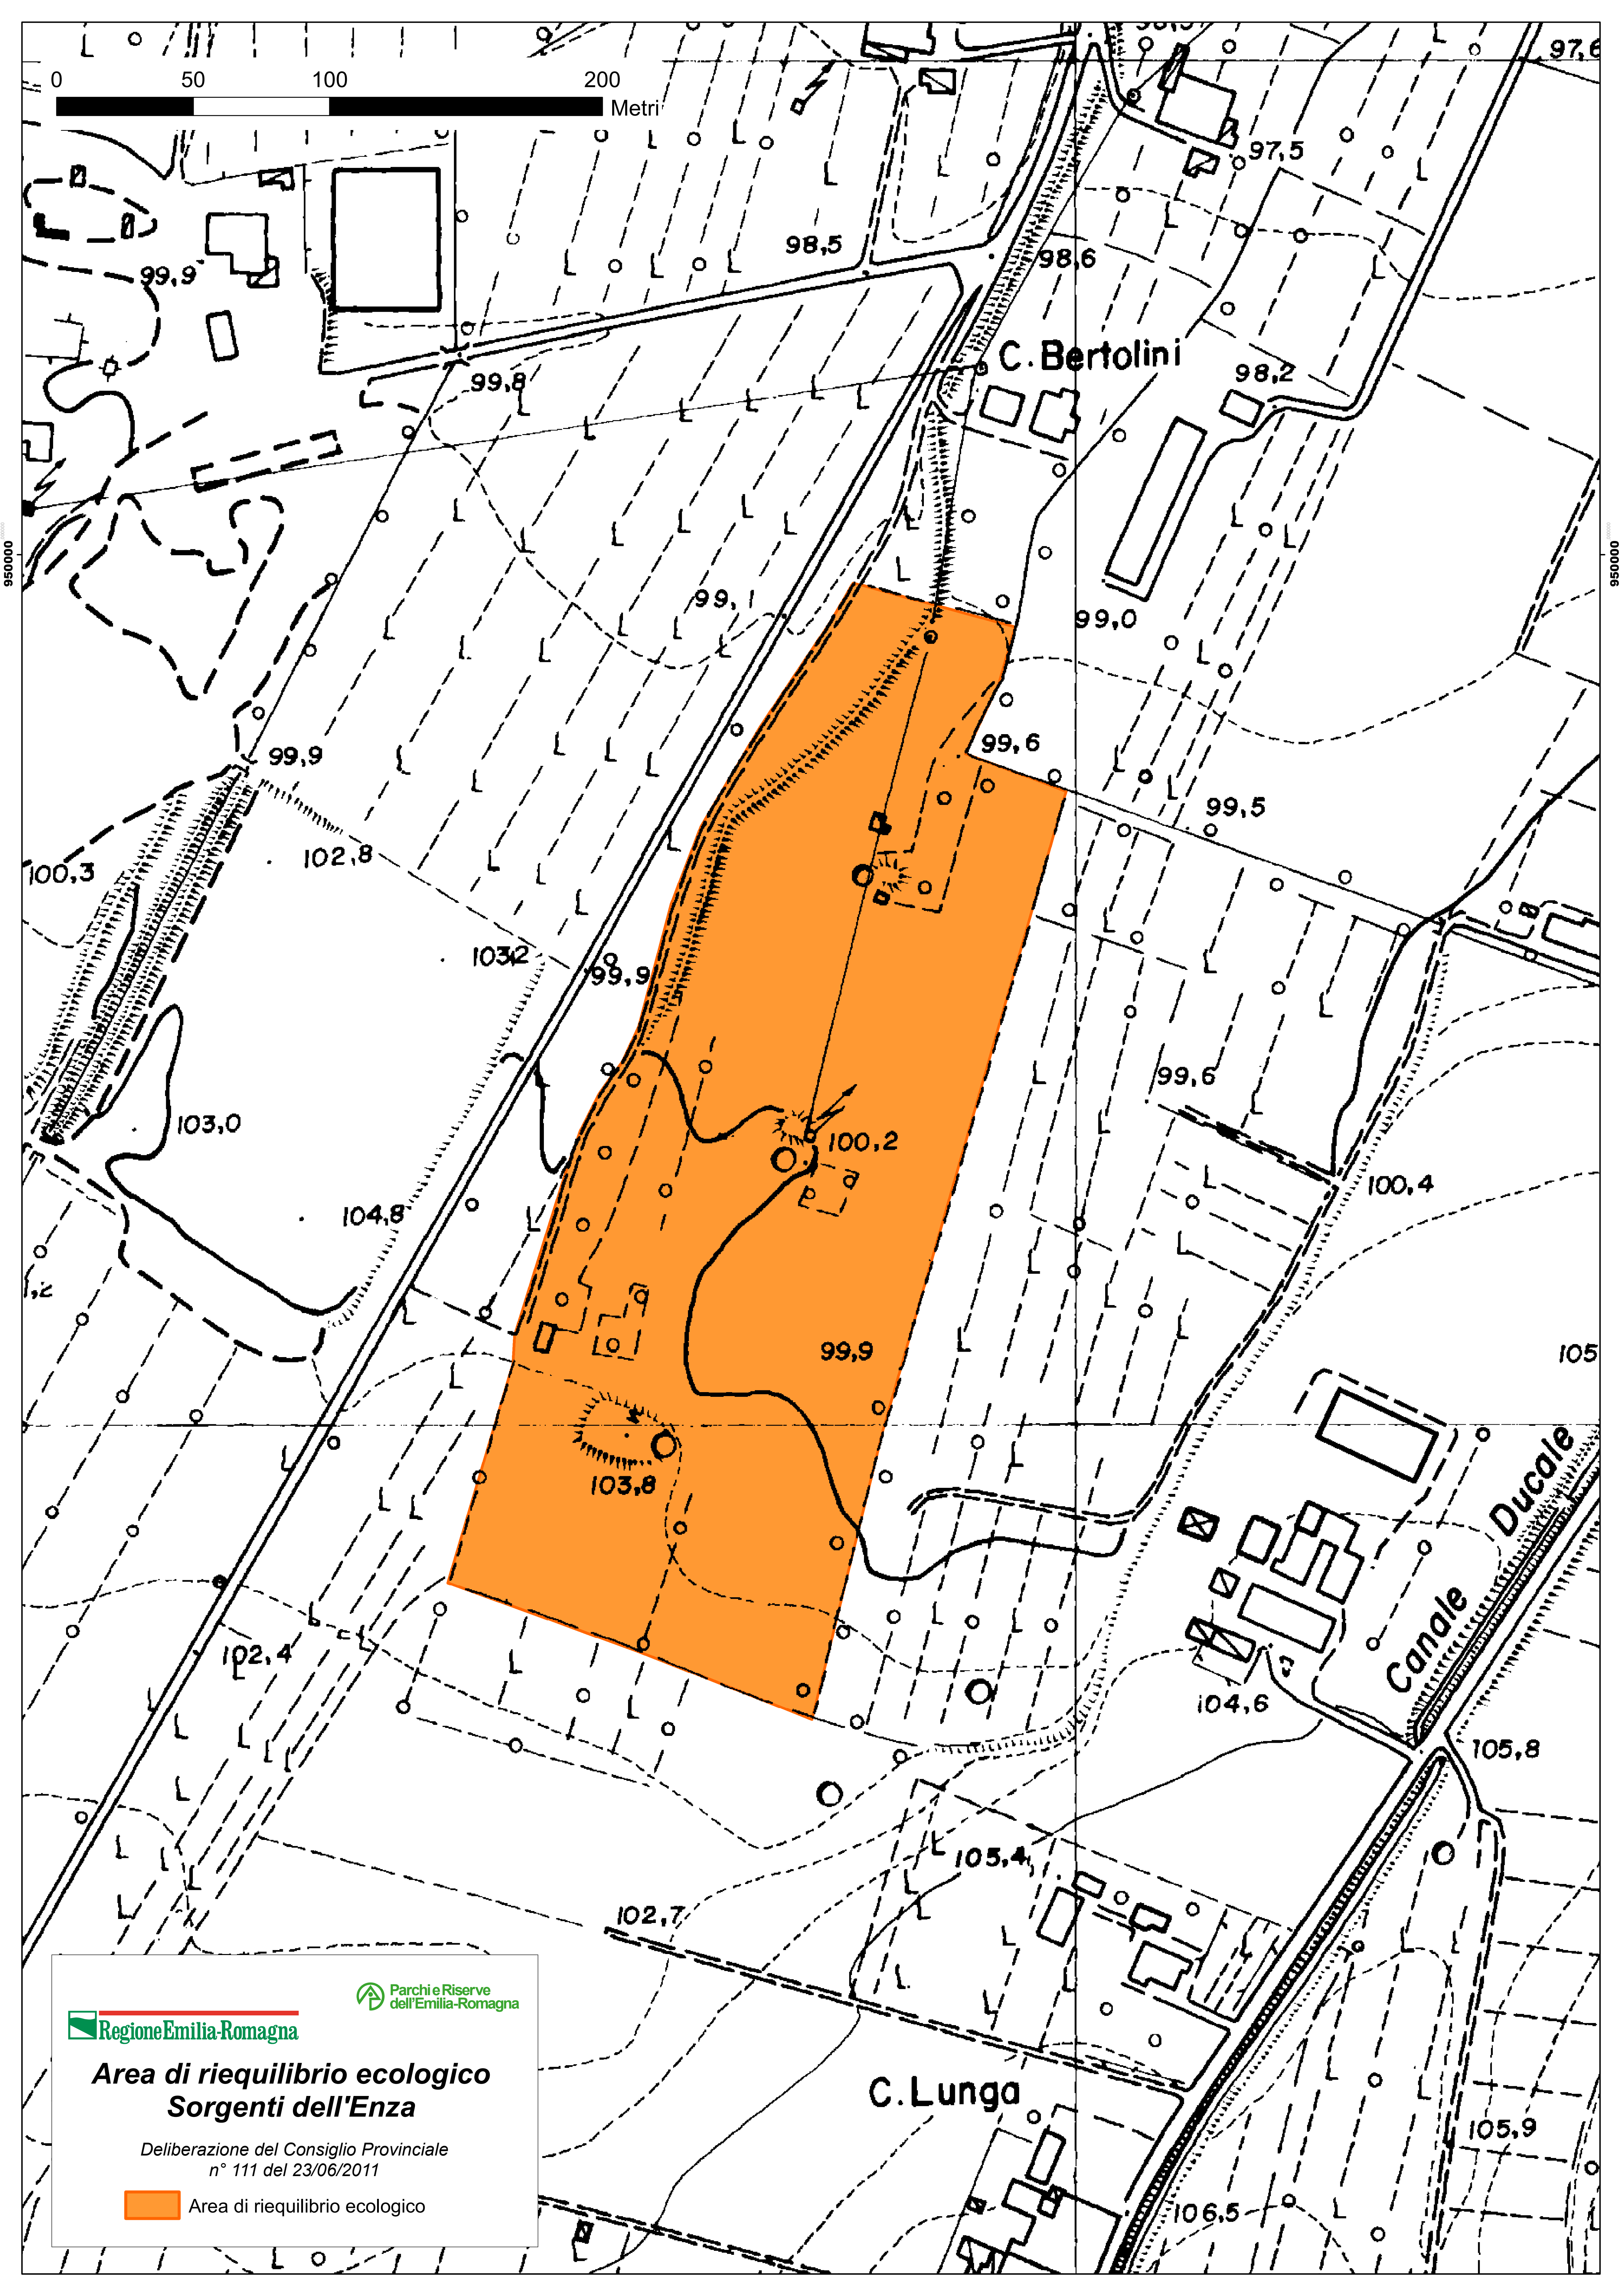 97,6
0 50 100 200
Metri
97,5
98,5
98,6
99,9
C. Bertolini
99,8
98,2
950000
950000
99,1
99,0
99,6
99,9
99,5
102,8
100,3
103,2
99,9
99,6
103,0
100,2
100,4
104,8
99,9
105
103,8
Canale Ducale
102,4
104,6
105,8
105,4
102,7
Parchi e Riserve
dell'Emilia-Romagna
RegioneEmilia-Romagna
Area di riequilibrio ecologico
Sorgenti dell'Enza
C. Lunga
Deliberazione del Consiglio Provinciale
n° 111 del 23/06/2011
105,9
Area di riequilibrio ecologico
106,5